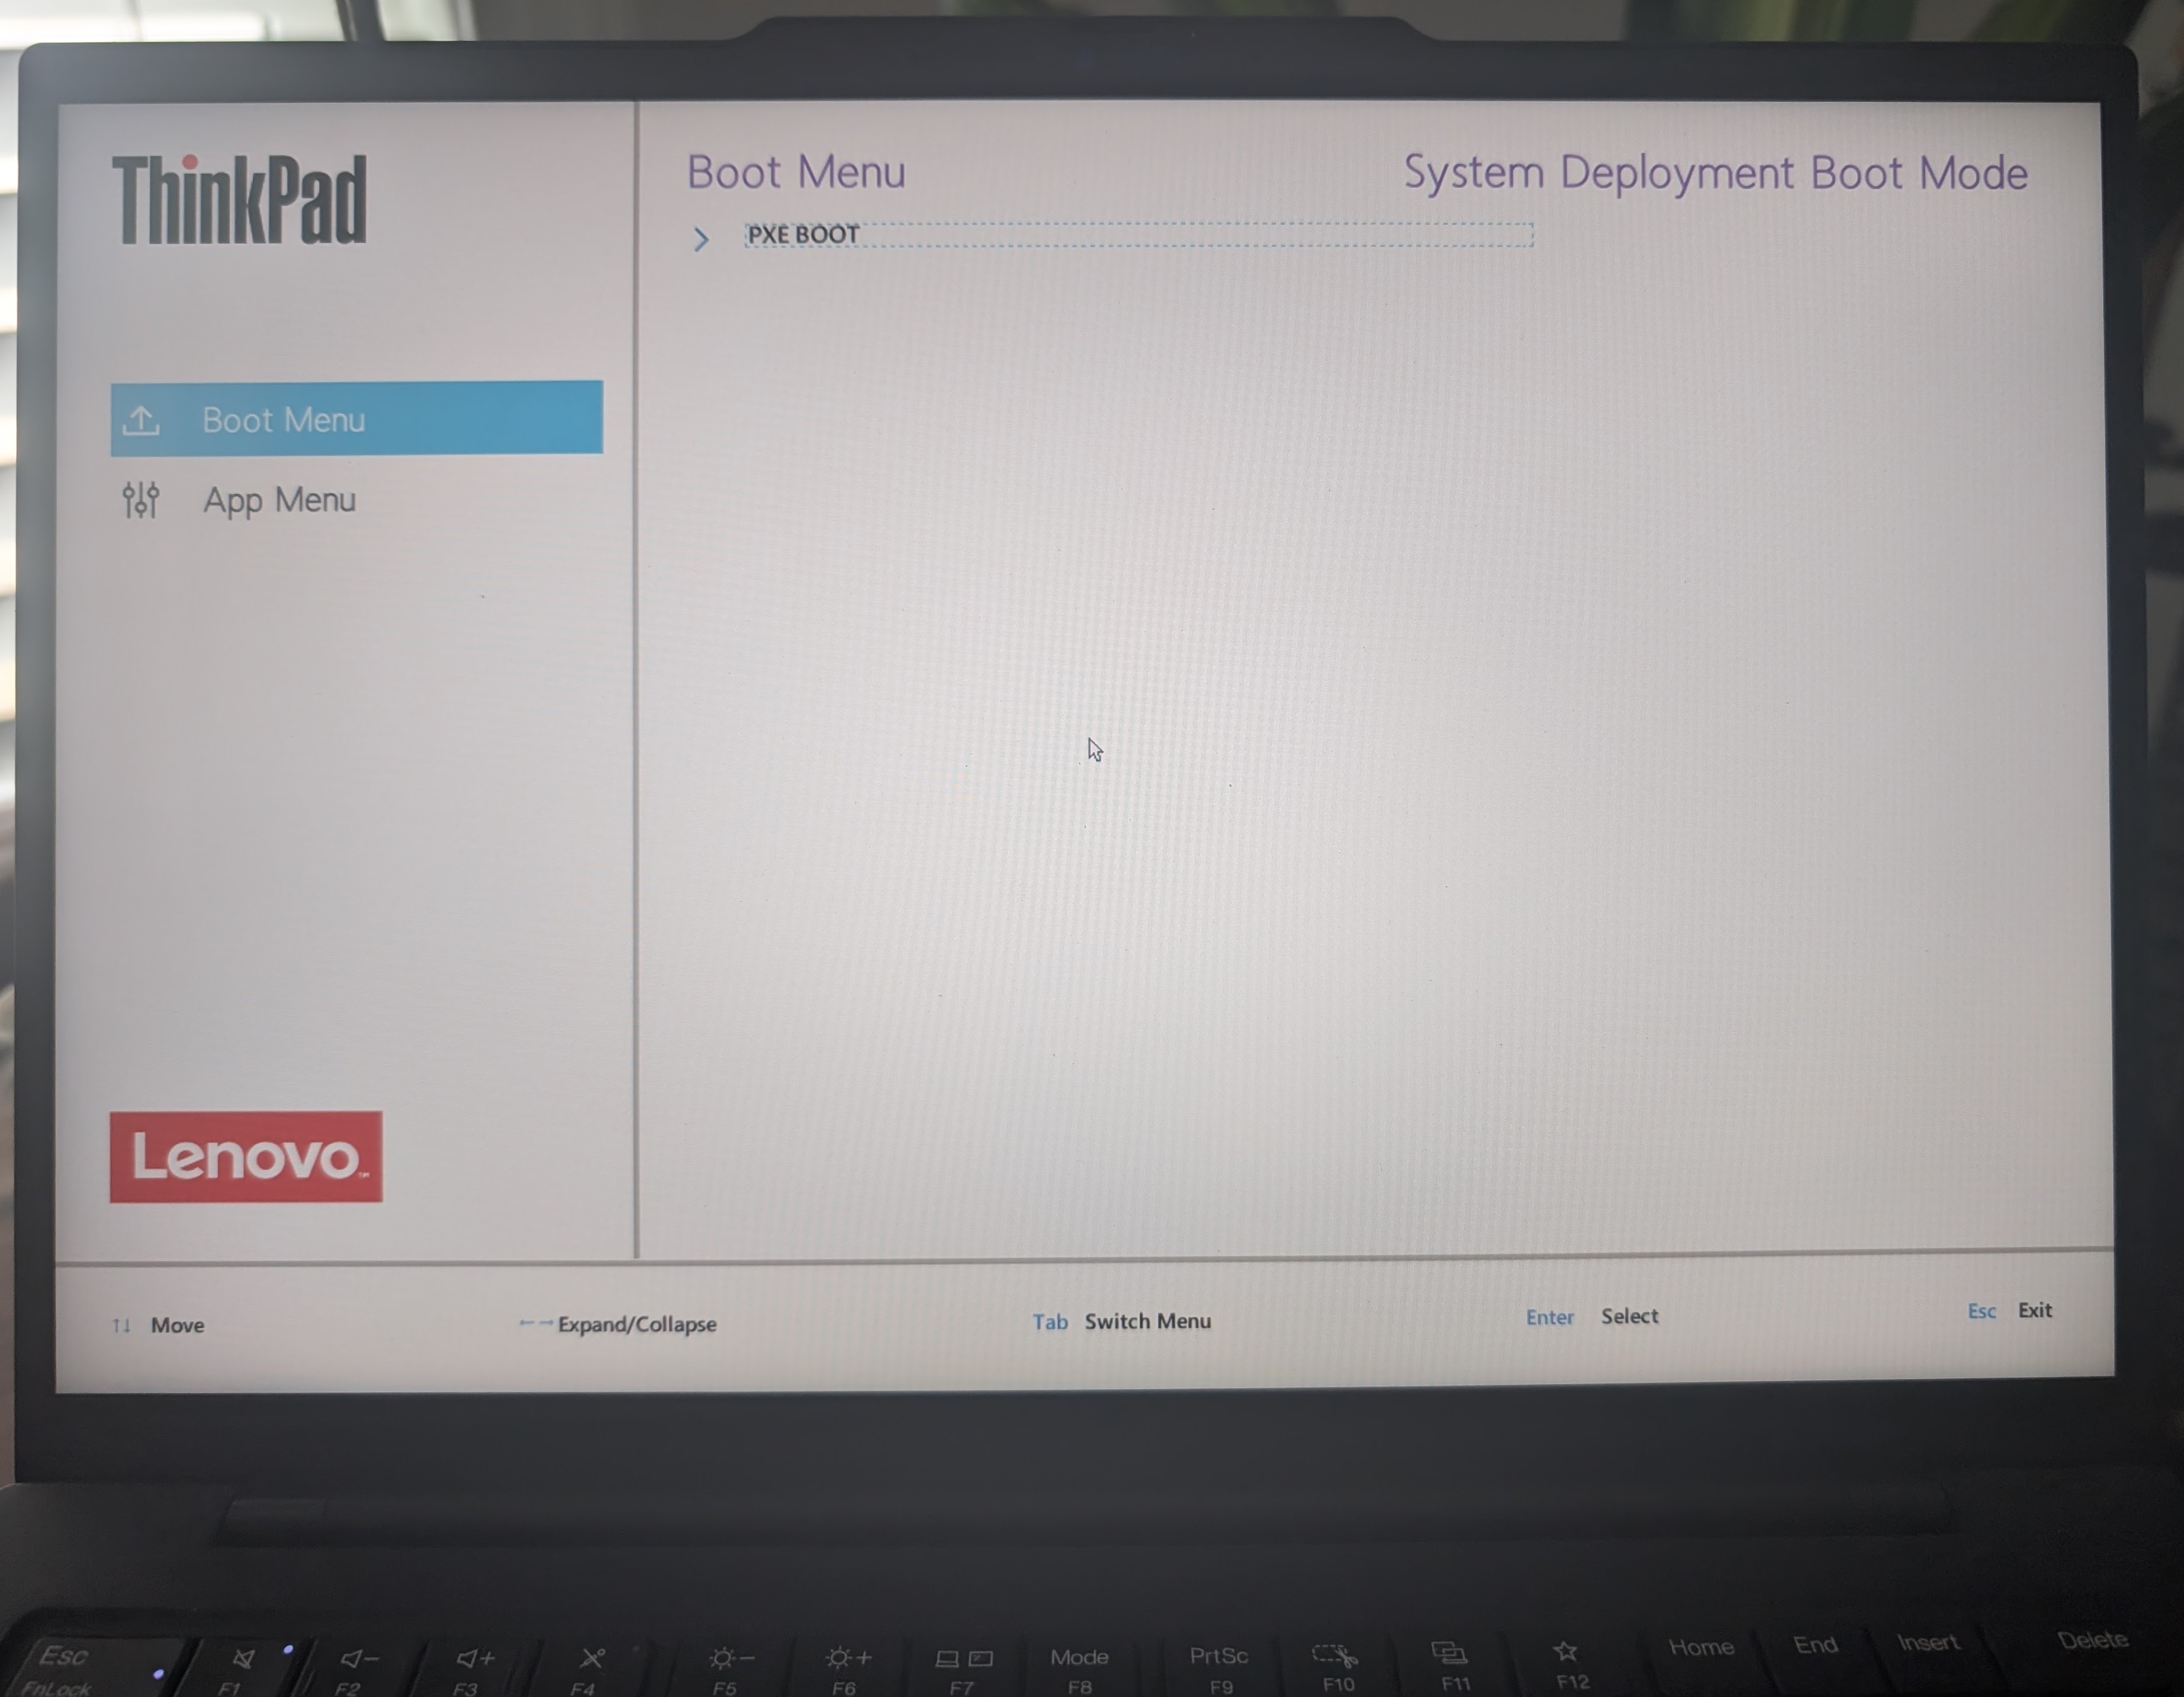 ThinkPad
Boot Menu
System Deployment Boot Mode
PXE BOOT
Boot Menu
App Menu
Lenovo™
↑↓ Move
←→ Expand/Collapse
Tab Switch Menu
Enter Select
Esc Exit
Esc
Mode
PrtSc
Home
End
Insert
Delete
FnLock
F1
F2
F3
F4
F5
F6
F7
F8
F9
F10
F11
F12